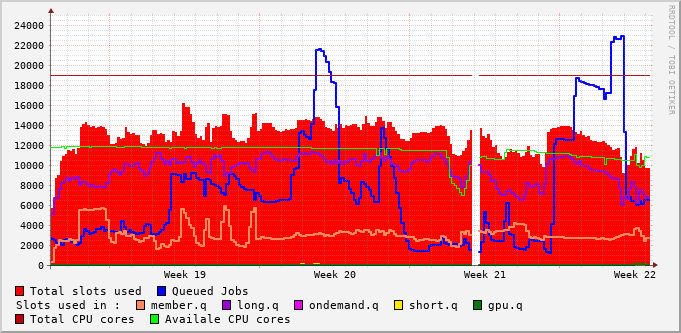 24000
22000
20000
18000
16000
14000
12000
10000
8000
6000
4000
2000
0
Week 19 Week 20 Week 21 Week 22
RRDTOOL / TOBI OETIKER
Total slots used Queued Jobs
Slots used in : member.q long.q ondemand.q short.q gpu.q
Total CPU cores Availale CPU cores